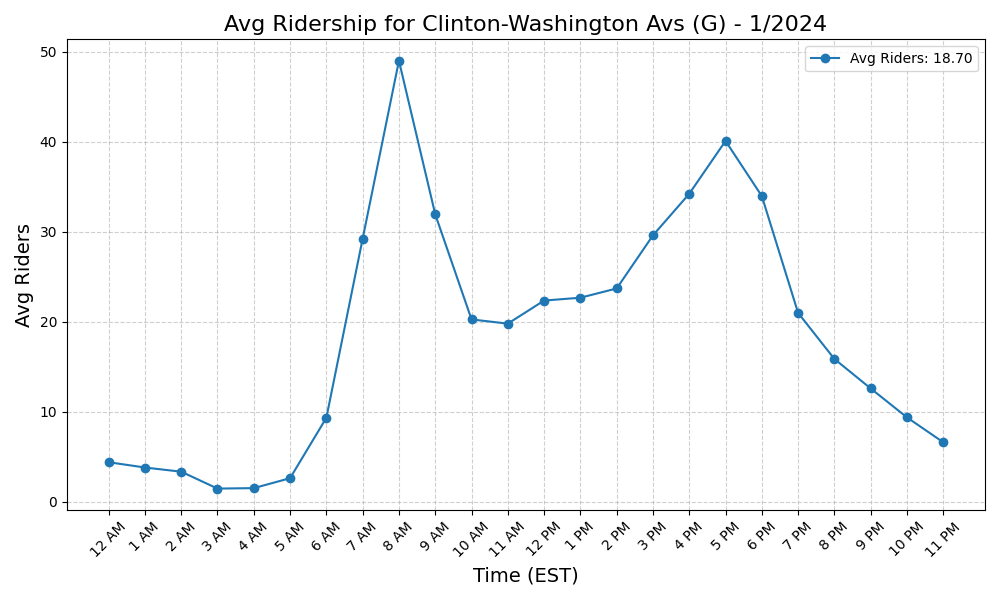 Avg Ridership for Clinton-Washington Avs (G) - 1/2024
Avg Riders: 18.70
Avg Riders
50
40
30
20
10
0
12 AM
1 AM
2 AM
3 AM
4 AM
5 AM
6 AM
7 AM
8 AM
9 AM
10 AM
11 AM
12 PM
1 PM
2 PM
3 PM
4 PM
5 PM
6 PM
7 PM
8 PM
9 PM
10 PM
11 PM
Time (EST)